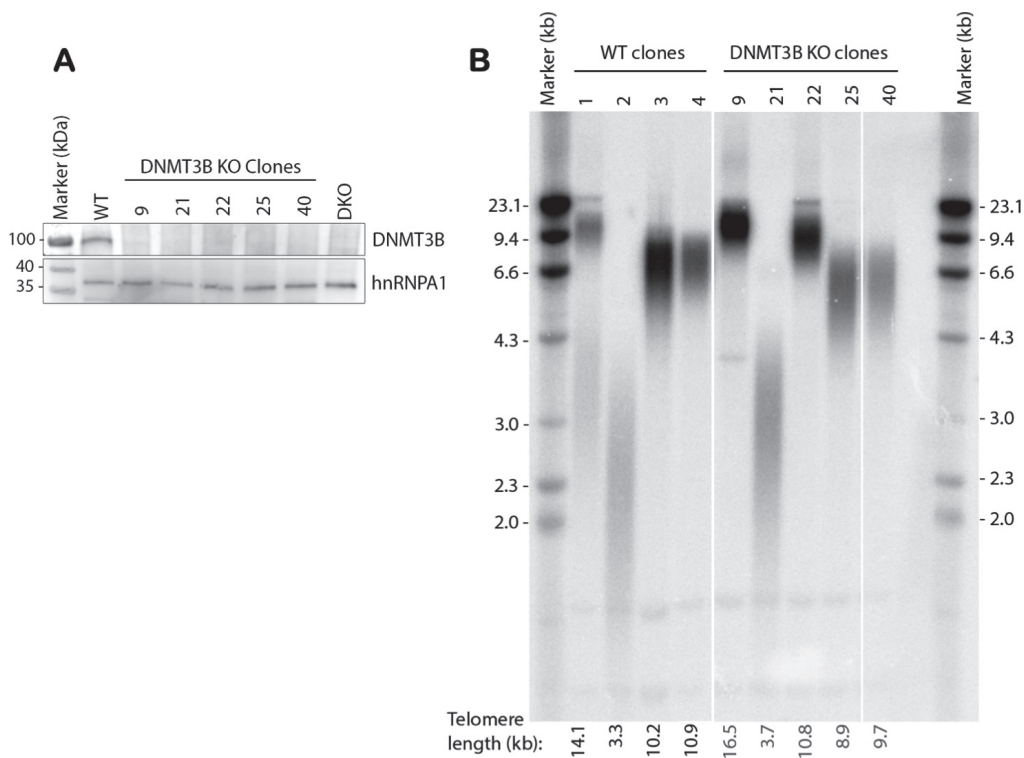 A
Marker (kDa)
WT
DNMT3B KO Clones
9
21
22
25
40
DKO
100
DNMT3B
40
35
hnRNPA1
B
Marker (kb)
WT clones
DNMT3B KO clones
Marker (kb)
1
2
3
4
9
21
22
25
40
23.1 -
9.4 -
6.6 -
4.3 -
3.0 -
2.3 -
2.0 -
- 23.1
- 9.4
- 6.6
- 4.3
- 3.0
- 2.3
- 2.0
Telomere
length (kb):
14.1
3.3
10.2
10.9
16.5
3.7
10.8
8.9
9.7